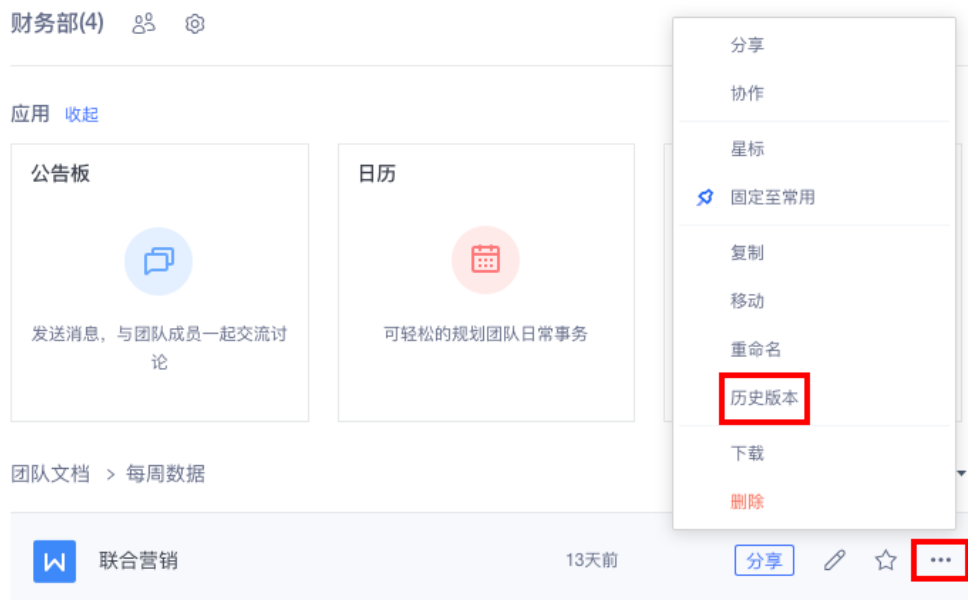 财务部(4)
应用 收起
公告板
发送消息，与团队成员一起交流讨
论
日历
可轻松的规划团队日常事务
分享
协作
星标
固定至常用
复制
移动
重命名
历史版本
下载
删除
团队文档 > 每周数据
联合营销 13天前 分享